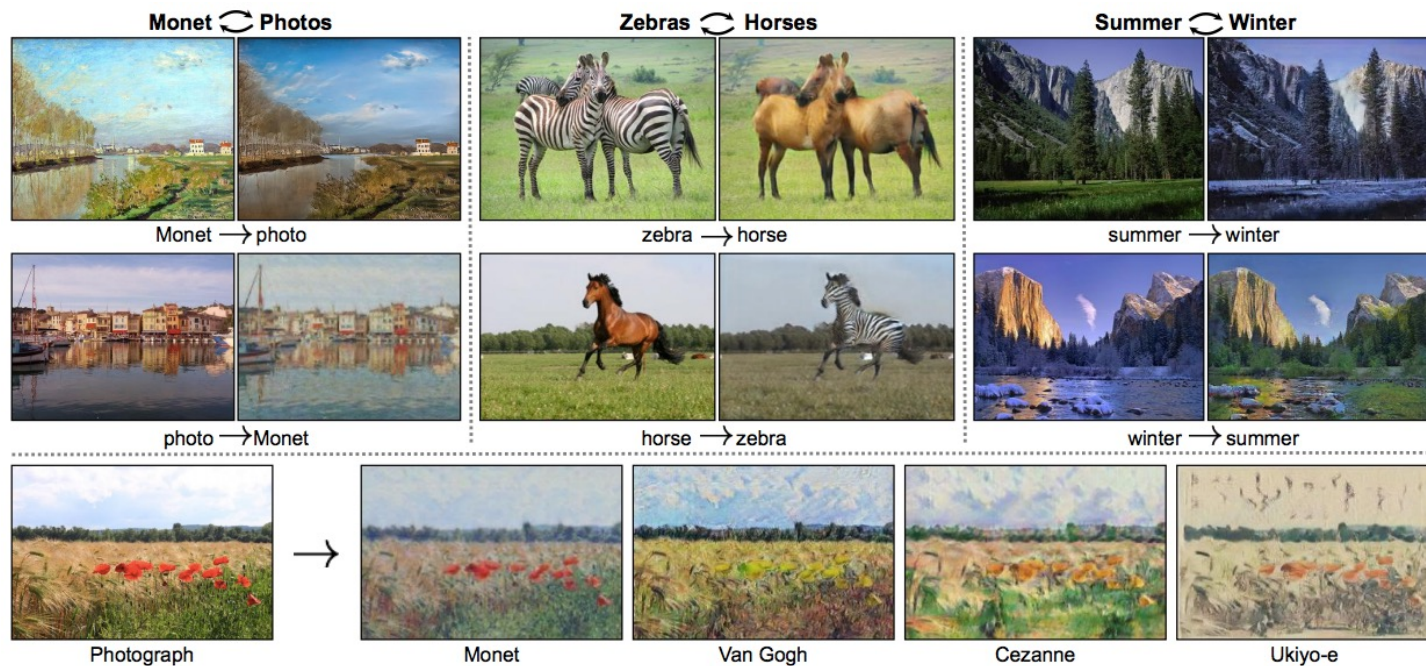 Monet Photos
Zebras Horses
Summer Winter
Monet → photo
zebra → horse
summer → winter
photo → Monet
horse → zebra
winter → summer
→
Photograph
Monet
Van Gogh
Cezanne
Ukiyo-e